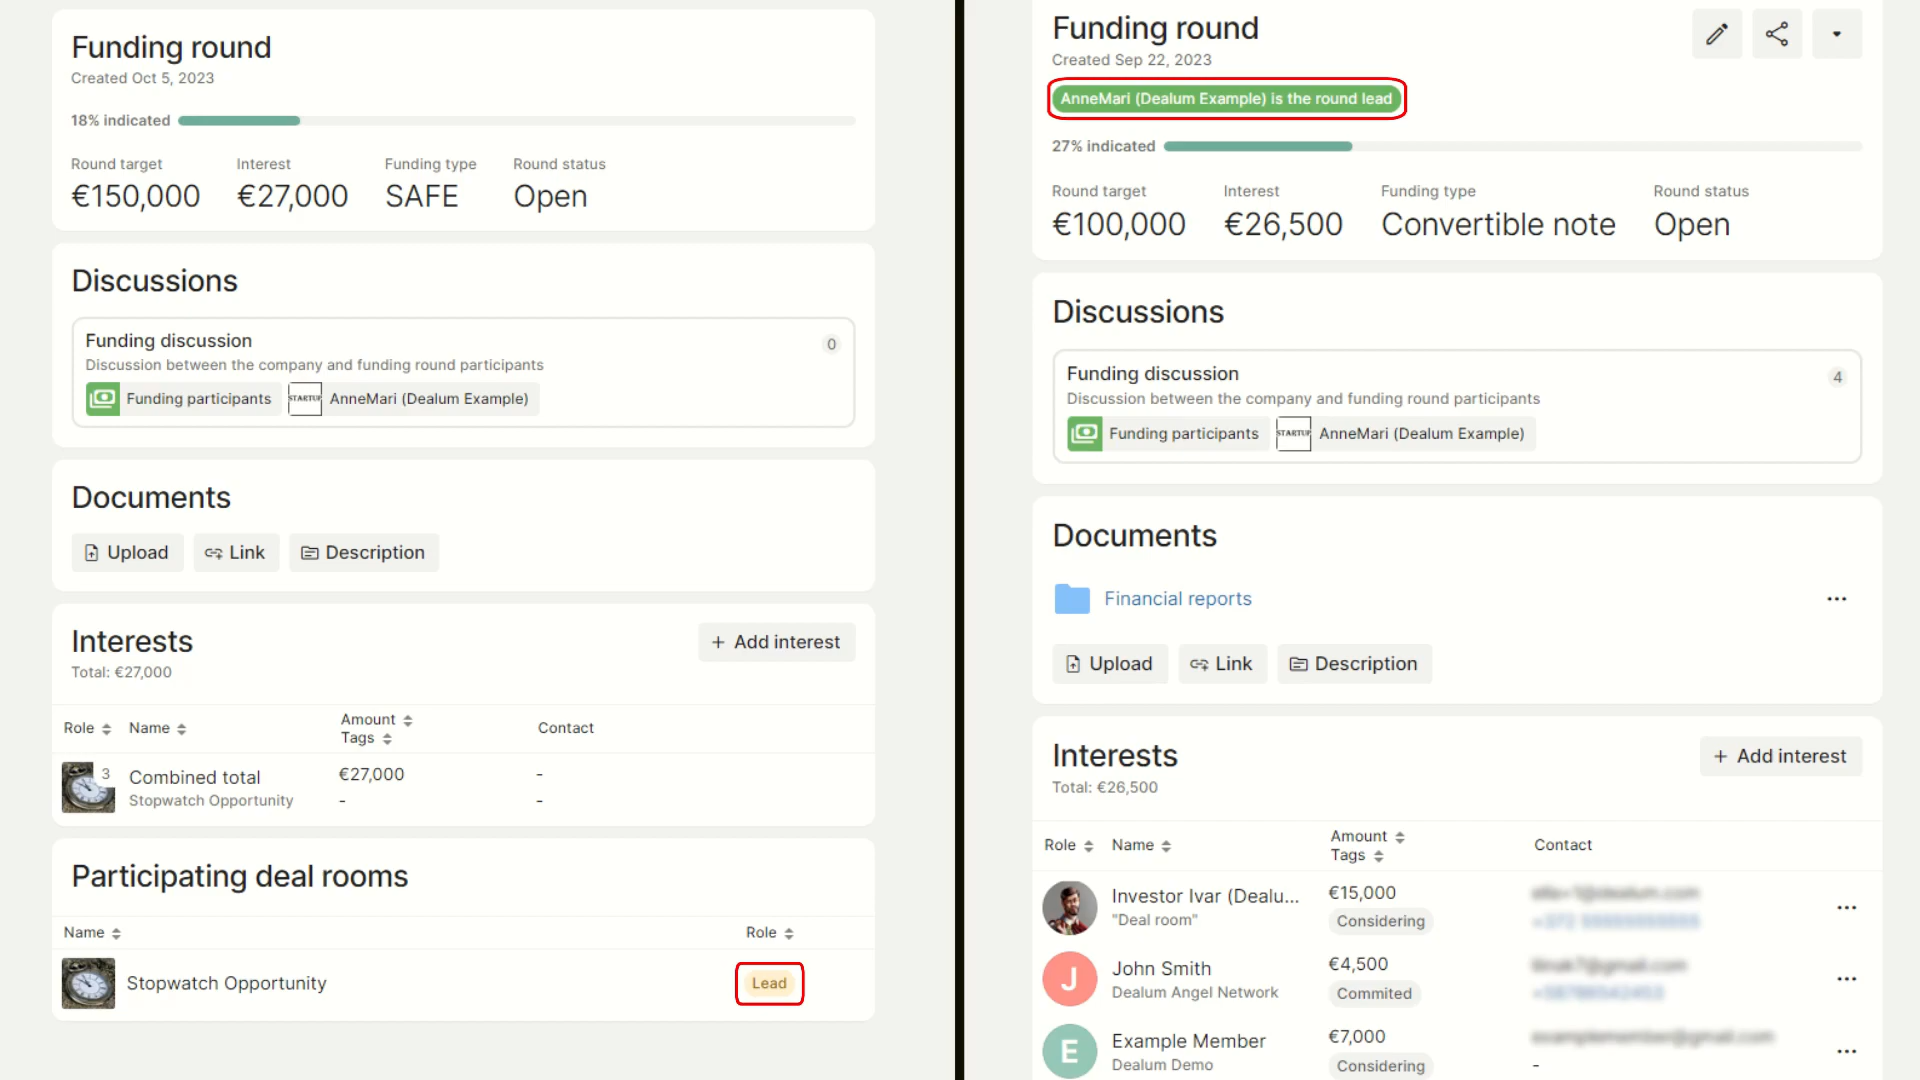 Funding round
Created Oct 5, 2023
18% indicated
Round target Interest Funding type Round status
€150,000 €27,000 SAFE Open
Discussions
Funding discussion 0
Discussion between the company and funding round participants
Funding participants STARTUP AnneMari (Dealum Example)
Documents
Upload Link Description
Interests + Add interest
Total: €27,000
Role Name Amount Contact
Tags
3 Combined total €27,000 -
Stopwatch Opportunity - -
Participating deal rooms
Name Role
Stopwatch Opportunity Lead
Funding round
Created Sep 22, 2023
AnneMari (Dealum Example) is the round lead
27% indicated
Round target Interest Funding type Round status
€100,000 €26,500 Convertible note Open
Discussions
Funding discussion 4
Discussion between the company and funding round participants
Funding participants STARTUP AnneMari (Dealum Example)
Documents
Financial reports ...
Upload Link Description
Interests + Add interest
Total: €26,500
Role Name Amount Contact
Tags
Investor Ivar (Dealu... €15,000 ...
"Deal room" Considering
J John Smith €4,500 ...
Dealum Angel Network Commited
E Example Member €7,000 ...
Dealum Demo Considering -